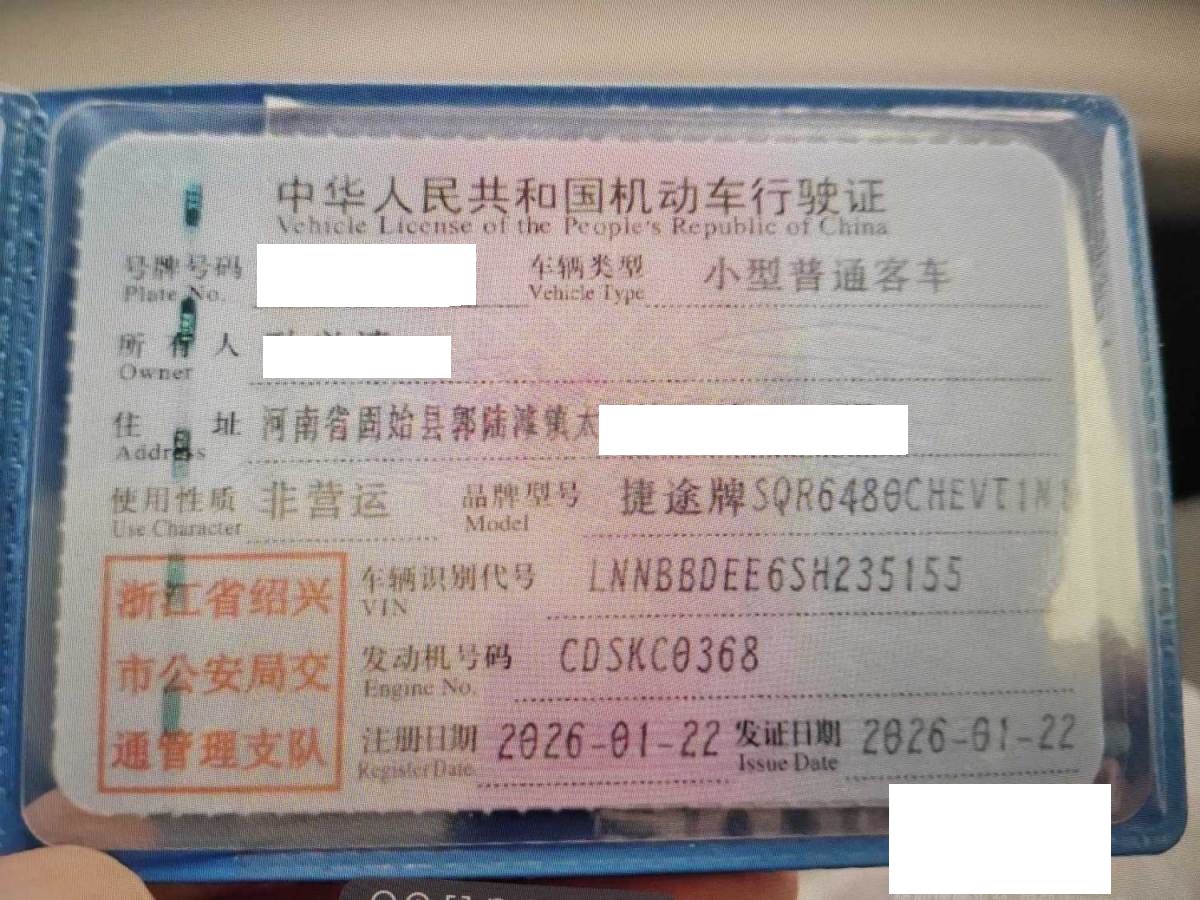 中华人民共和国机动车行驶证
Vehicle License of the People's Republic of China
号牌号码 车辆类型 小型普通客车
Plate No. Vehicle Type
所有人
Owner
住址 河南省固始县郭陆滩镇太
Address
使用性质 非营运 品牌型号 捷途牌SQR6480CHEVT1N
Use Character Model
浙江省绍兴
市公安局交
通管理支队
车辆识别代号 LNNBBDEE6SH235155
VIN
发动机号码 CDSKC0368
Engine No.
注册日期 2026-01-22 发证日期 2026-01-22
Register Date Issue Date